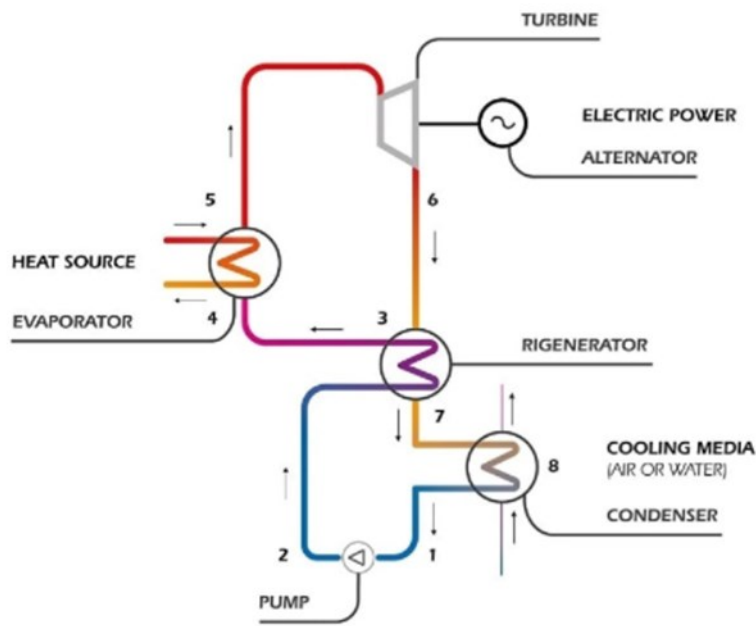 TURBINE
ELECTRIC POWER
ALTERNATOR
5
6
HEAT SOURCE
4
3
EVAPORATOR
RIGENERATOR
7
COOLING MEDIA
(AIR OR WATER)
8
CONDENSER
2
1
PUMP